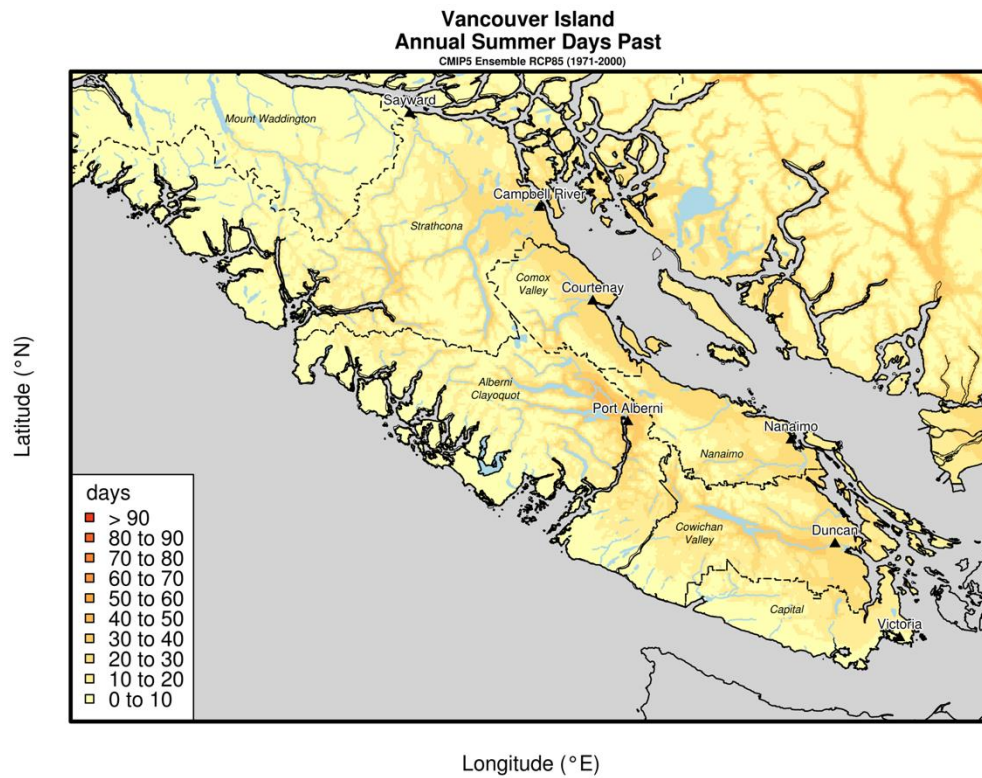 Vancouver Island
Annual Summer Days Past
CMIP5 Ensemble RCP85 (1971-2000)
Sayward
Mount Waddington
Campbell River
Strathcona
Comox
Valley
Courtenay
Alberni
Clayoquot
Port Alberni
Nanaimo
Nanaimo
Cowichan
Valley
Duncan
Capital
Victoria
Latitude (°N)
days
> 90
80 to 90
70 to 80
60 to 70
50 to 60
40 to 50
30 to 40
20 to 30
10 to 20
0 to 10
Longitude (°E)